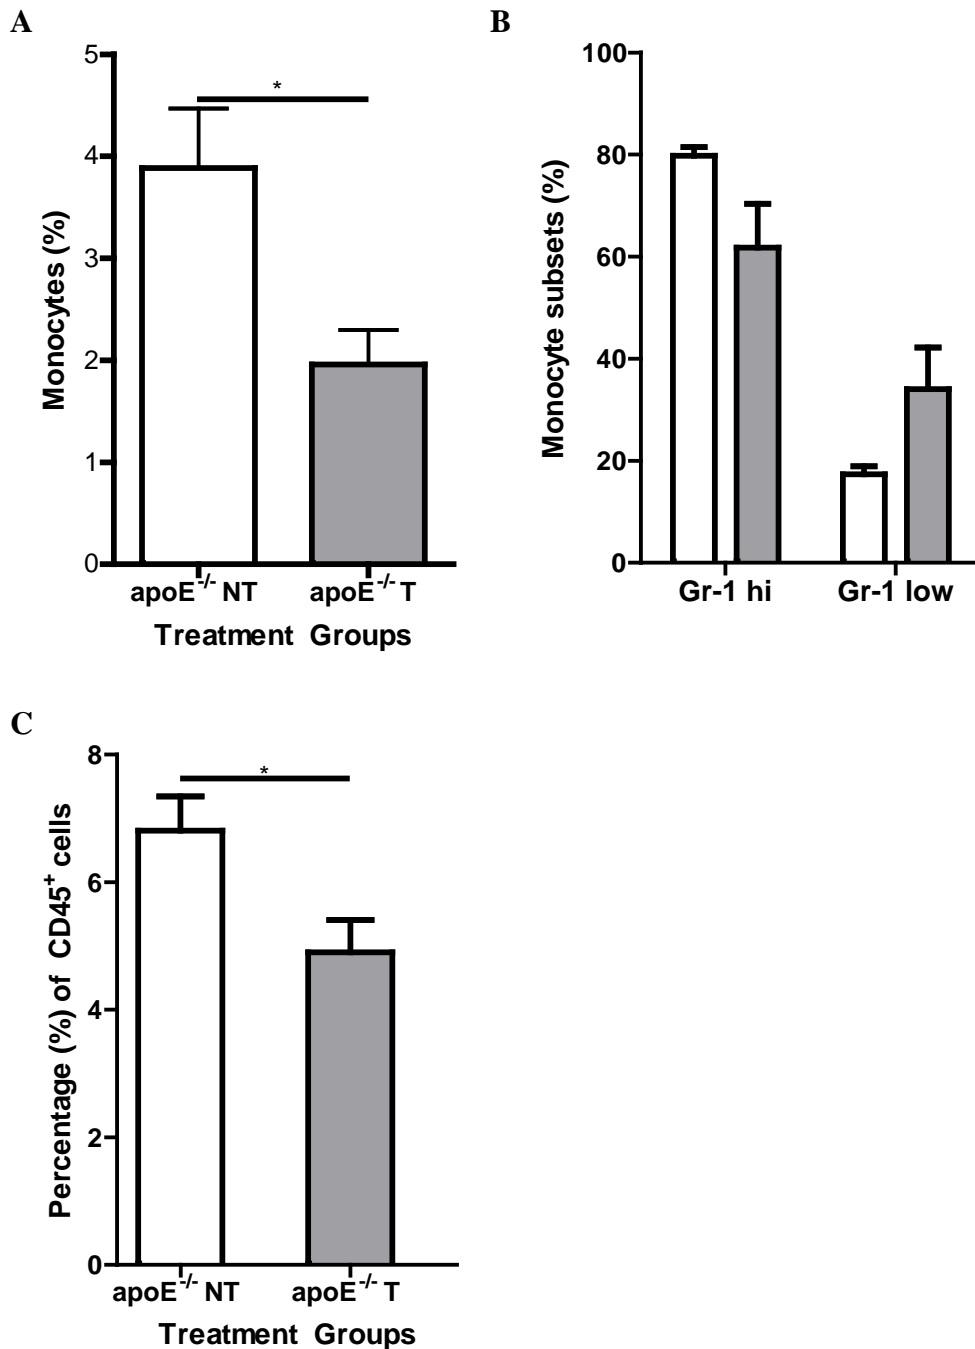 A
5
4
3
2
1
0
Monocytes (%)
*
apoE-/- NT
apoE-/- T
Treatment Groups
B
100
80
60
40
20
0
Monocyte subsets (%)
Gr-1 hi
Gr-1 low
C
8
6
4
2
0
Percentage (%) of CD45+ cells
*
apoE-/- NT
apoE-/- T
Treatment Groups